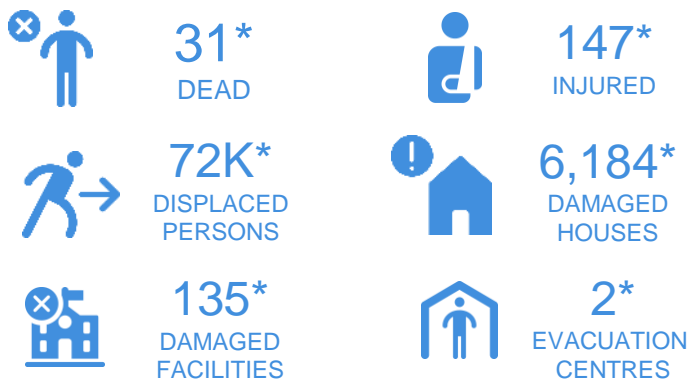 31*
DEAD
147*
INJURED
72K*
DISPLACED
PERSONS
6,184*
DAMAGED
HOUSES
135*
DAMAGED
FACILITIES
2*
EVACUATION
CENTRES